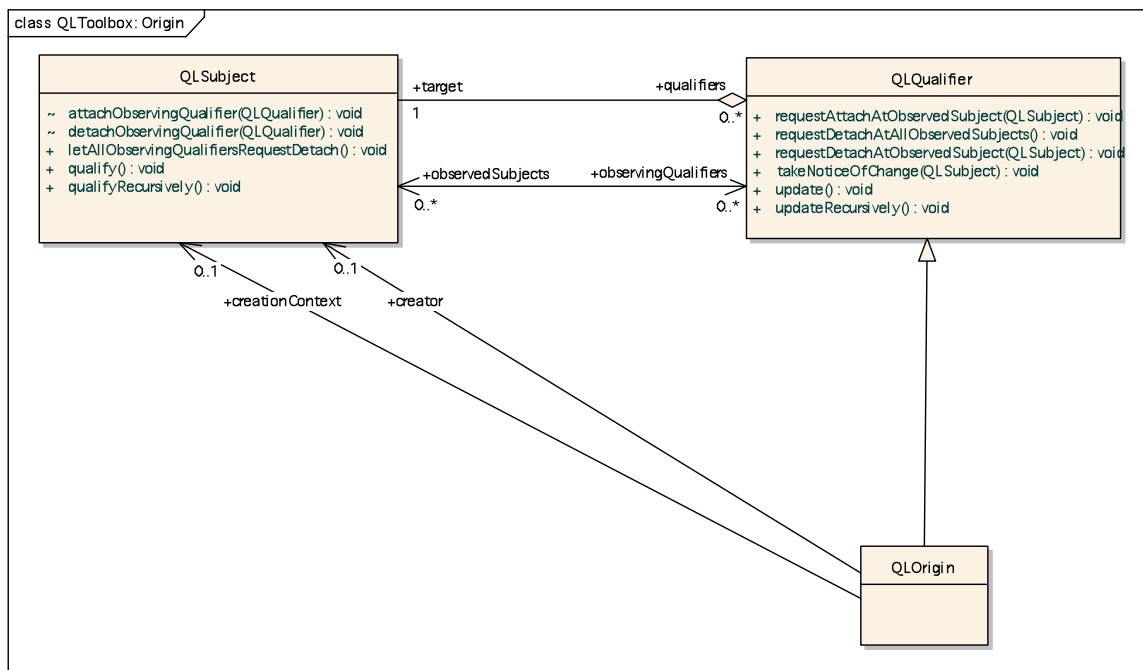 class QLToolbox: Origin
QLSubject
~ attachObservingQualifier(QLQualifier) : void
~ detachObservingQualifier(QLQualifier) : void
+ letAllObservingQualifiersRequestDetach() : void
+ qualify() : void
+ qualifyRecursively() : void
+target
1
+qualifiers
0..*
+observedSubjects
0..*
+observingQualifiers
0..*
QLQualifier
+ requestAttachAtObservedSubject(QLSubject) : void
+ requestDetachAtAllObservedSubjects() : void
+ requestDetachAtObservedSubject(QLSubject) : void
+ takeNoticeOfChange(QLSubject) : void
+ update() : void
+ updateRecursively() : void
0..1
+creationContext
0..1
+creator
QLOrigin